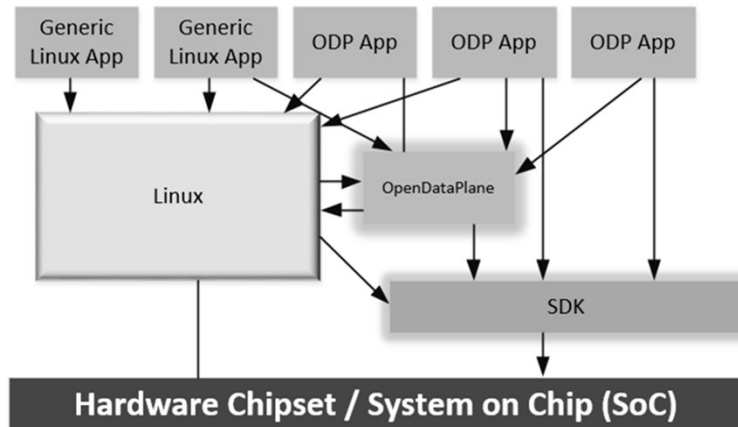 Generic
Linux App
Generic
Linux App
ODP App
ODP App
ODP App
Linux
OpenDataPlane
SDK
Hardware Chipset / System on Chip (SoC)